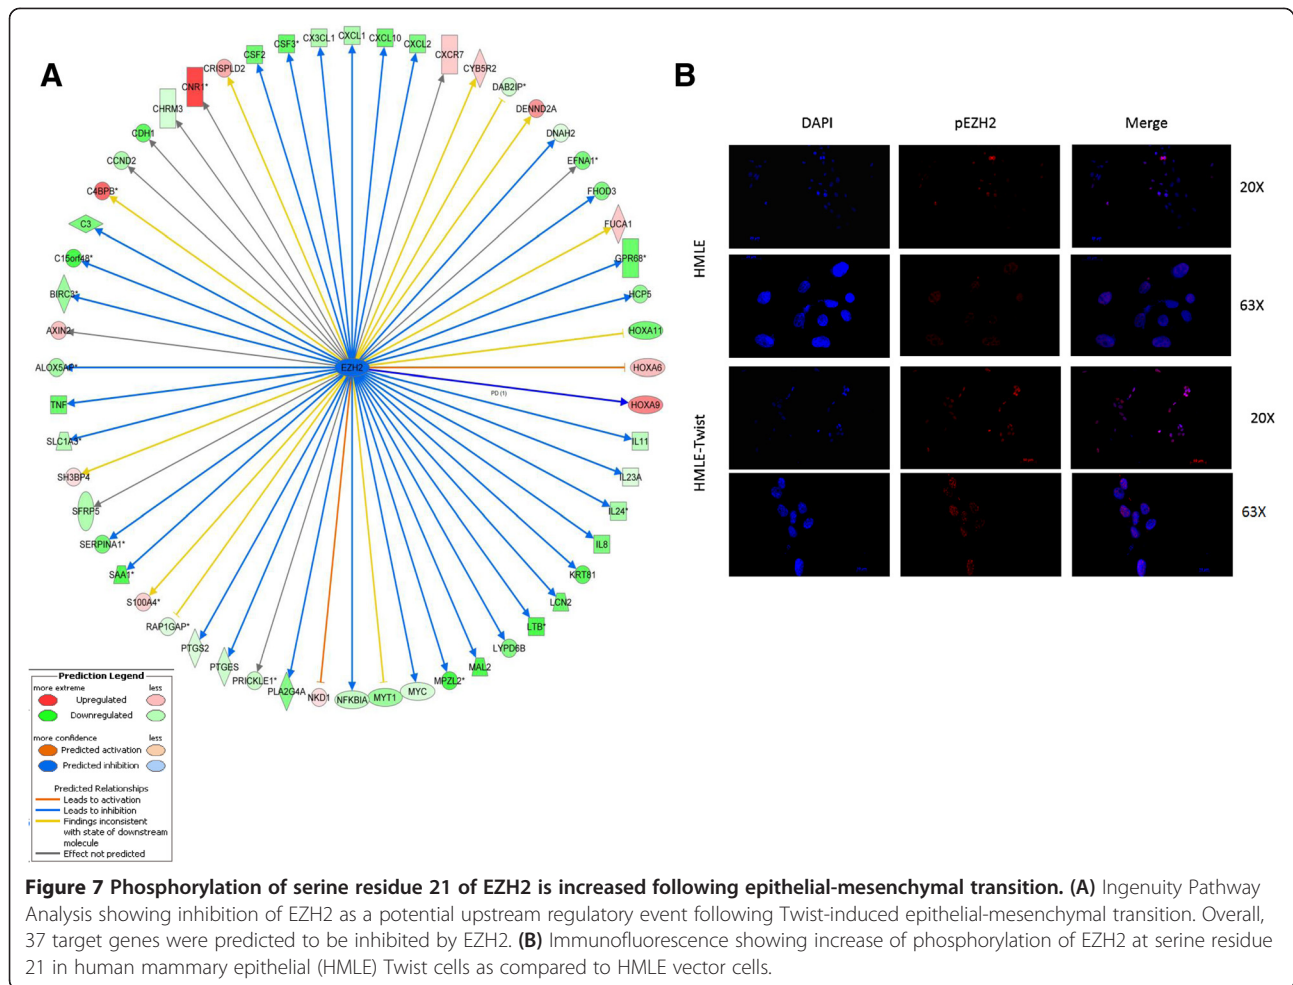 A
CSF2
CSF3*
CX3CL1
CXCL1
CXCL10
CXCL2
CXCR7
CYB5R2
DAB2IP*
DENND2A
DNAH2
EFNA1*
FHOD3
FUCA1
GPR68*
HCP5
HOXA11
HOXA6
HOXA9
IL11
IL23A
IL24*
IL8
KRT81
LCN2
LTB*
LYPD6B
MAL2
MPZL2*
MYC
MYT1
NFKBIA
NKD1
PLA2G4A
PRICKLE1*
PTGES
PTGS2
RAP1GAP*
S100A4*
SAA1*
SERPINA1*
SFRP5
SH3BP4
SLC1A3
TNF
AXIN2
BIRC3*
C15orf48*
C3
C4BPB*
CCND2
CDH1
CHRM3
CNR1*
CRISPLD2
EZH2
PD (1)
Prediction Legend
more extreme less
Upregulated
Downregulated
more confidence less
Predicted activation
Predicted inhibition
Predicted Relationships
Leads to activation
Leads to inhibition
Findings inconsistent
with state of downstream
molecule
Effect not predicted
B
DAPI pEZH2 Merge
HMLE
20X
63X
HMLE-Twist
20X
63X
Figure 7 Phosphorylation of serine residue 21 of EZH2 is increased following epithelial-mesenchymal transition. (A) Ingenuity Pathway
Analysis showing inhibition of EZH2 as a potential upstream regulatory event following Twist-induced epithelial-mesenchymal transition. Overall,
37 target genes were predicted to be inhibited by EZH2. (B) Immunofluorescence showing increase of phosphorylation of EZH2 at serine residue
21 in human mammary epithelial (HMLE) Twist cells as compared to HMLE vector cells.